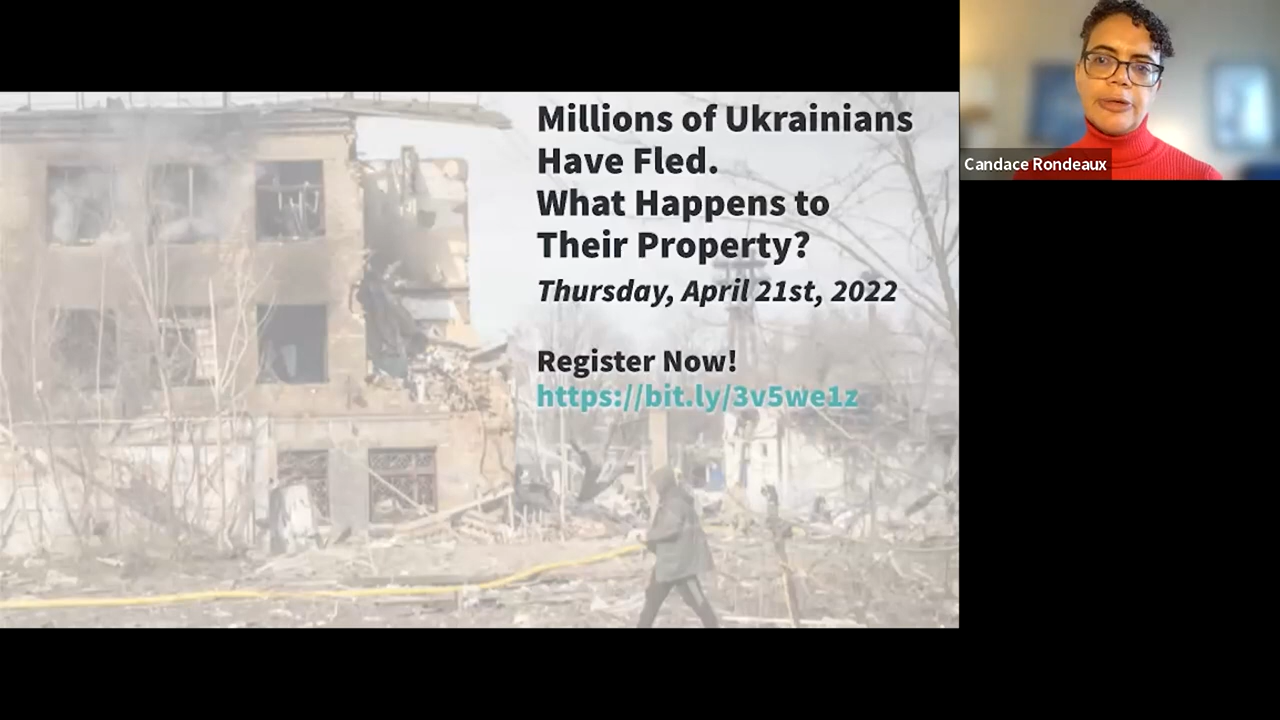 Millions of Ukrainians
Have Fled.
What Happens to
Their Property?
Thursday, April 21st, 2022
Register Now!
https://bit.ly/3v5we1z
Candace Rondeaux